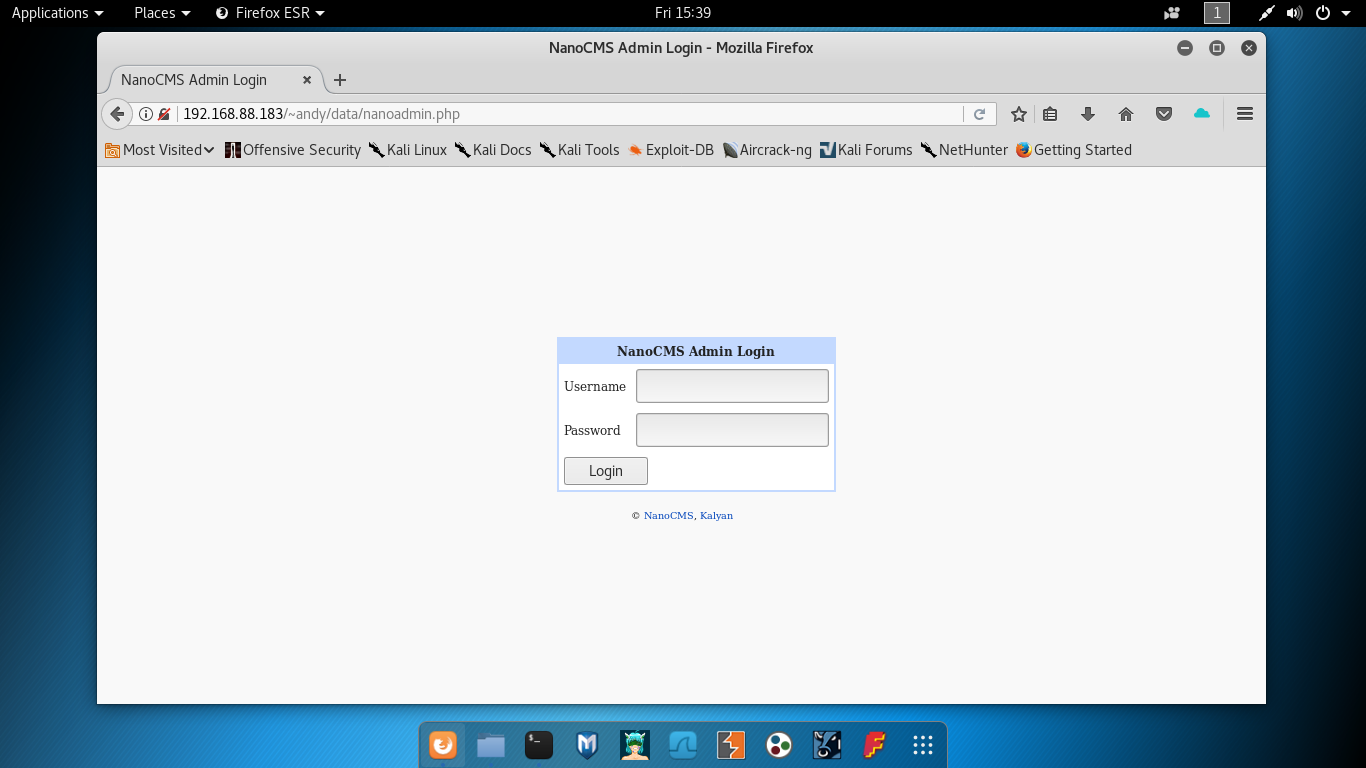 Applications Places Firefox ESR Fri 15:39 1
NanoCMS Admin Login - Mozilla Firefox
NanoCMS Admin Login
192.168.88.183/~andy/data/nanoadmin.php
Most Visited Offensive Security Kali Linux Kali Docs Kali Tools Exploit-DB Aircrack-ng Kali Forums NetHunter Getting Started
NanoCMS Admin Login
Username
Password
Login
© NanoCMS, Kalyan
$_